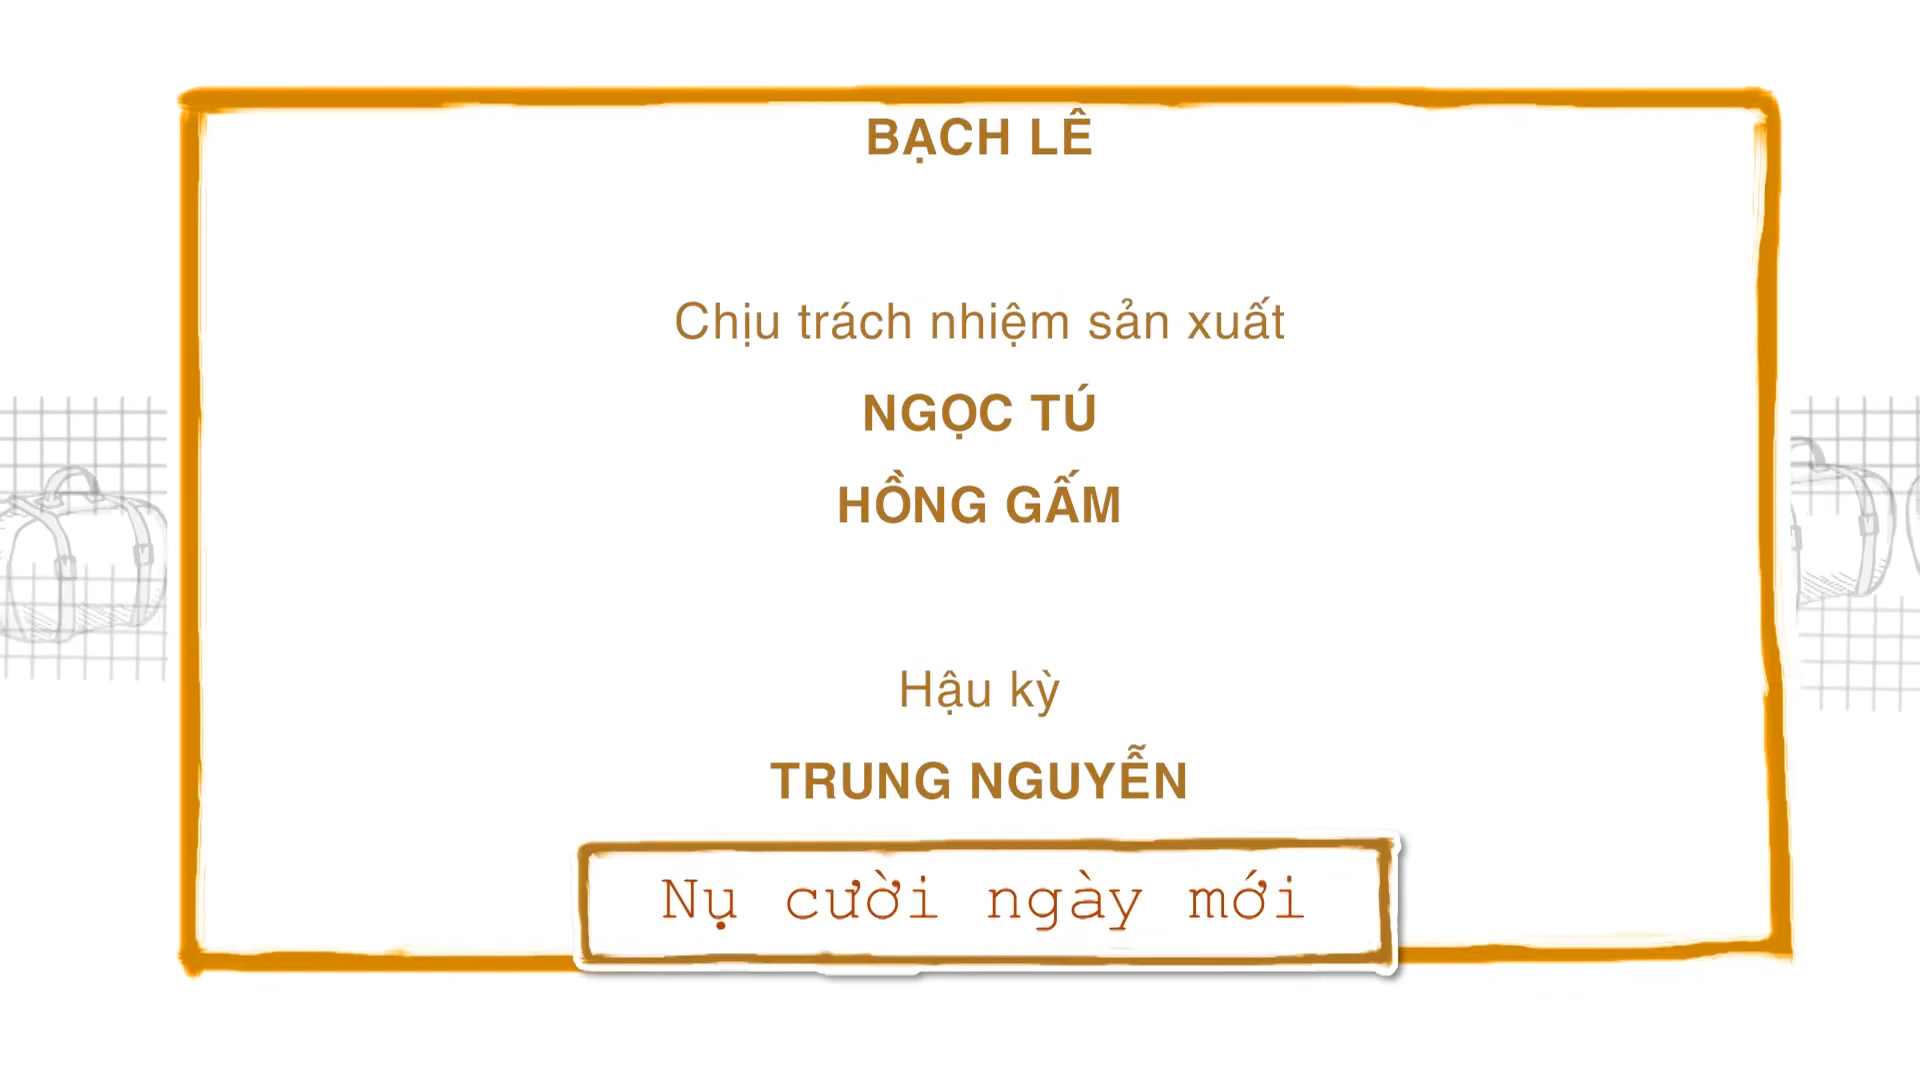 BẠCH LÊ
Chịu trách nhiệm sản xuất
NGỌC TÚ
HỒNG GẤM
Hậu kỳ
TRUNG NGUYỄN
Nụ cười ngày mới